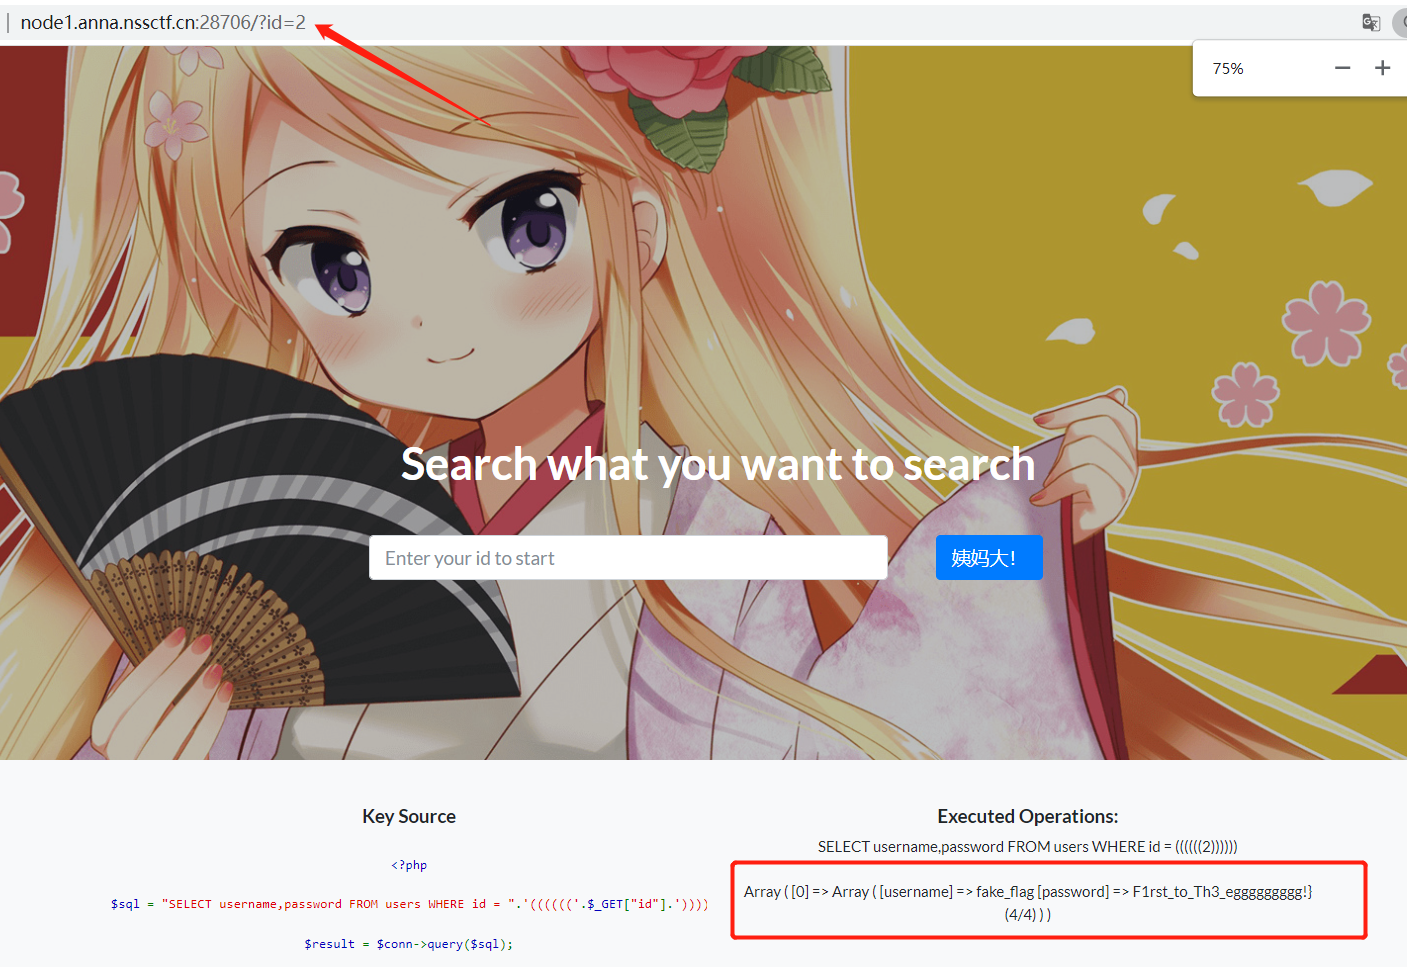 node1.anna.nssctf.cn:28706/?id=2
75%
Search what you want to search
Enter your id to start
姨妈大!
Key Source
<?php
$sql = "SELECT username,password FROM users WHERE id = ".'(((((('.$_GET["id"].'))))
$result = $conn->query($sql);
Executed Operations:
SELECT username,password FROM users WHERE id = ((((((2))))))
Array ( [0] => Array ( [username] => fake_flag [password] => F1rst_to_Th3_eggggggggg!}
(4/4) ) )